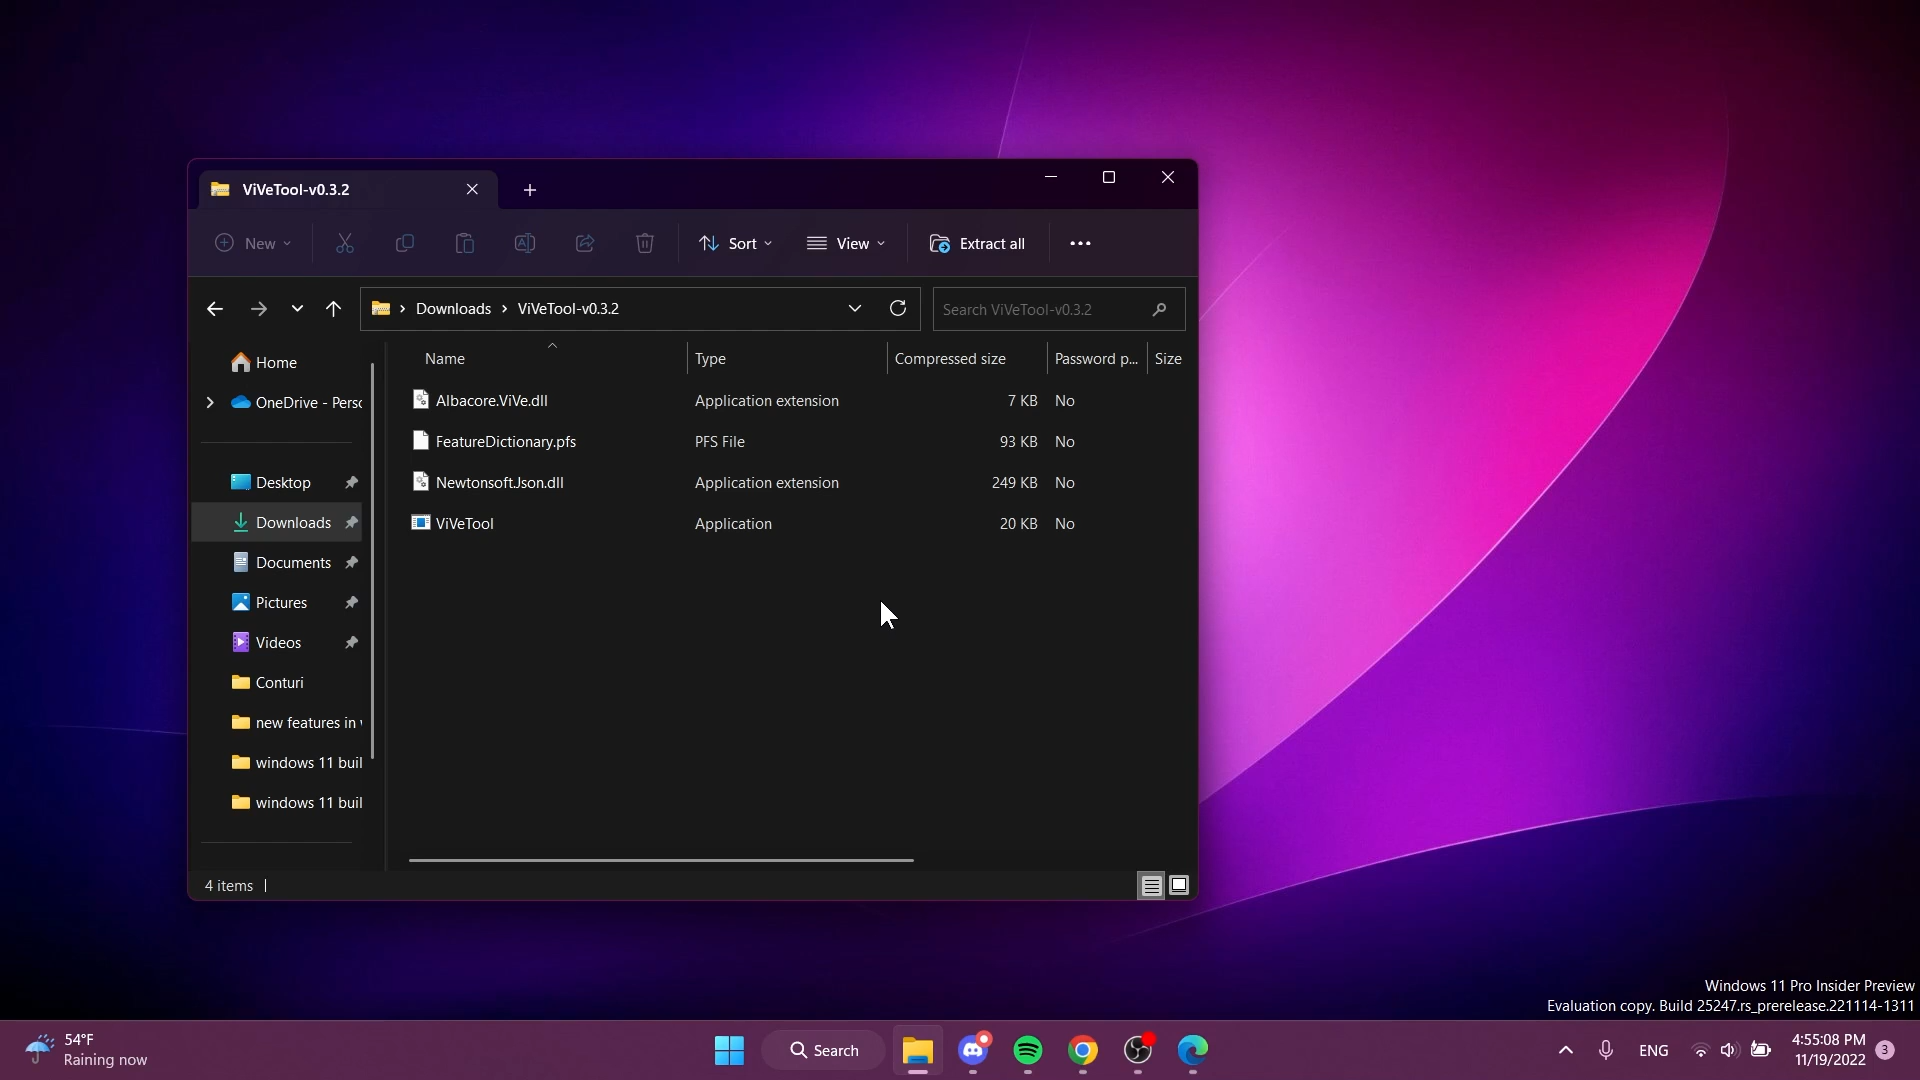 ViVeTool-v0.3.2
New
Sort
View
Extract all
Downloads
ViVeTool-v0.3.2
Search ViVeTool-v0.3.2
Name
Type
Compressed size
Password p...
Size
Albacore.ViVe.dll
Application extension
7 KB
No
FeatureDictionary.pfs
PFS File
93 KB
No
Newtonsoft.Json.dll
Application extension
249 KB
No
ViVeTool
Application
20 KB
No
Home
OneDrive - Perso
Desktop
Downloads
Documents
Pictures
Videos
Conturi
new features in
windows 11 buil
windows 11 buil
4 items
Windows 11 Pro Insider Preview
Evaluation copy. Build 25247.rs_prerelease.221114-1311
54°F
Raining now
Search
ENG
4:55:08 PM
11/19/2022
3